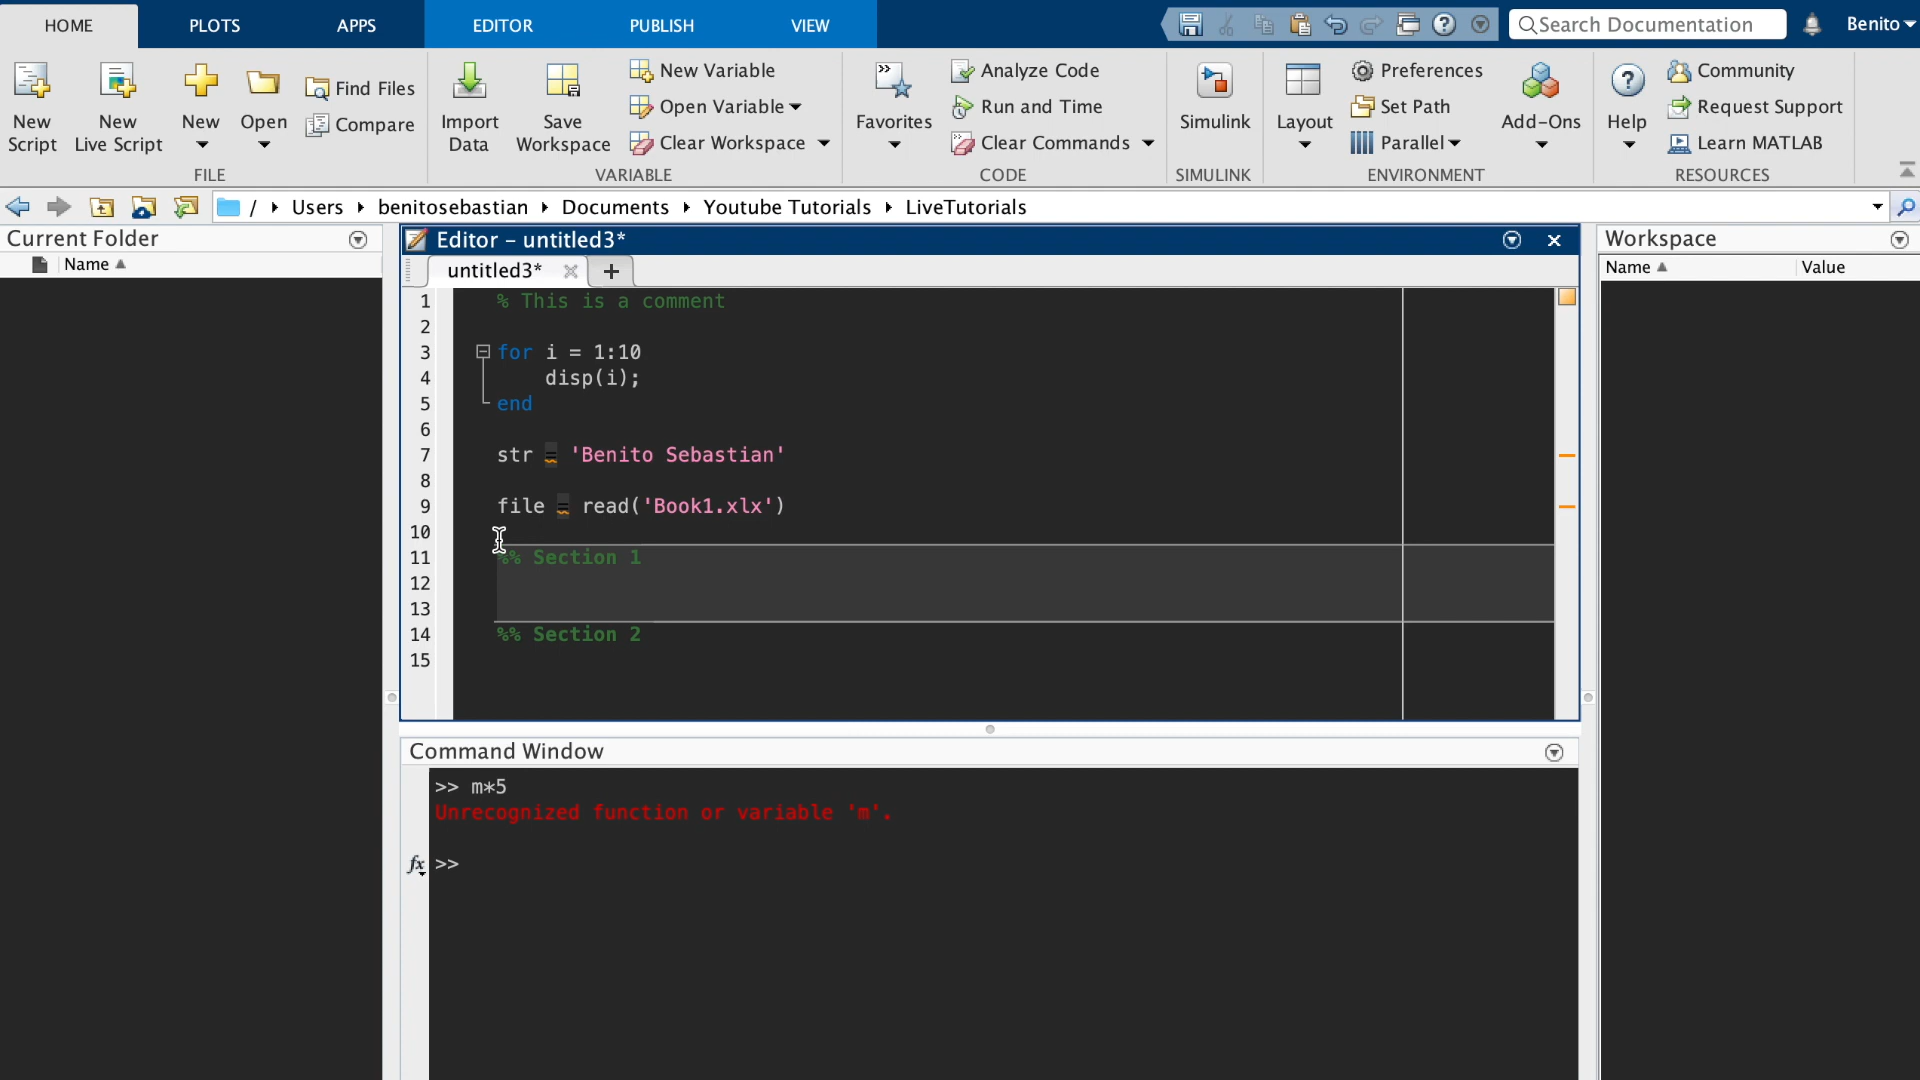 HOME PLOTS APPS EDITOR PUBLISH VIEW Search Documentation Benito
New Script
New Live Script
New
Open
Find Files
Compare
FILE
Import Data
Save Workspace
New Variable
Open Variable
Clear Workspace
VARIABLE
Favorites
Analyze Code
Run and Time
Clear Commands
CODE
Simulink
SIMULINK
Layout
Preferences
Set Path
Parallel
Add-Ons
ENVIRONMENT
Help
Community
Request Support
Learn MATLAB
RESOURCES
/ Users benitosebastian Documents Youtube Tutorials LiveTutorials
Current Folder
Name
Editor - untitled3*
untitled3*
1 % This is a comment
2
3 for i = 1:10
4 disp(i);
5 end
6
7 str = 'Benito Sebastian'
8
9 file = read('Book1.xlx')
10
11 %% Section 1
12
13
14 %% Section 2
15
Command Window
>> m*5
Unrecognized function or variable 'm'.
fx >>
Workspace
Name Value